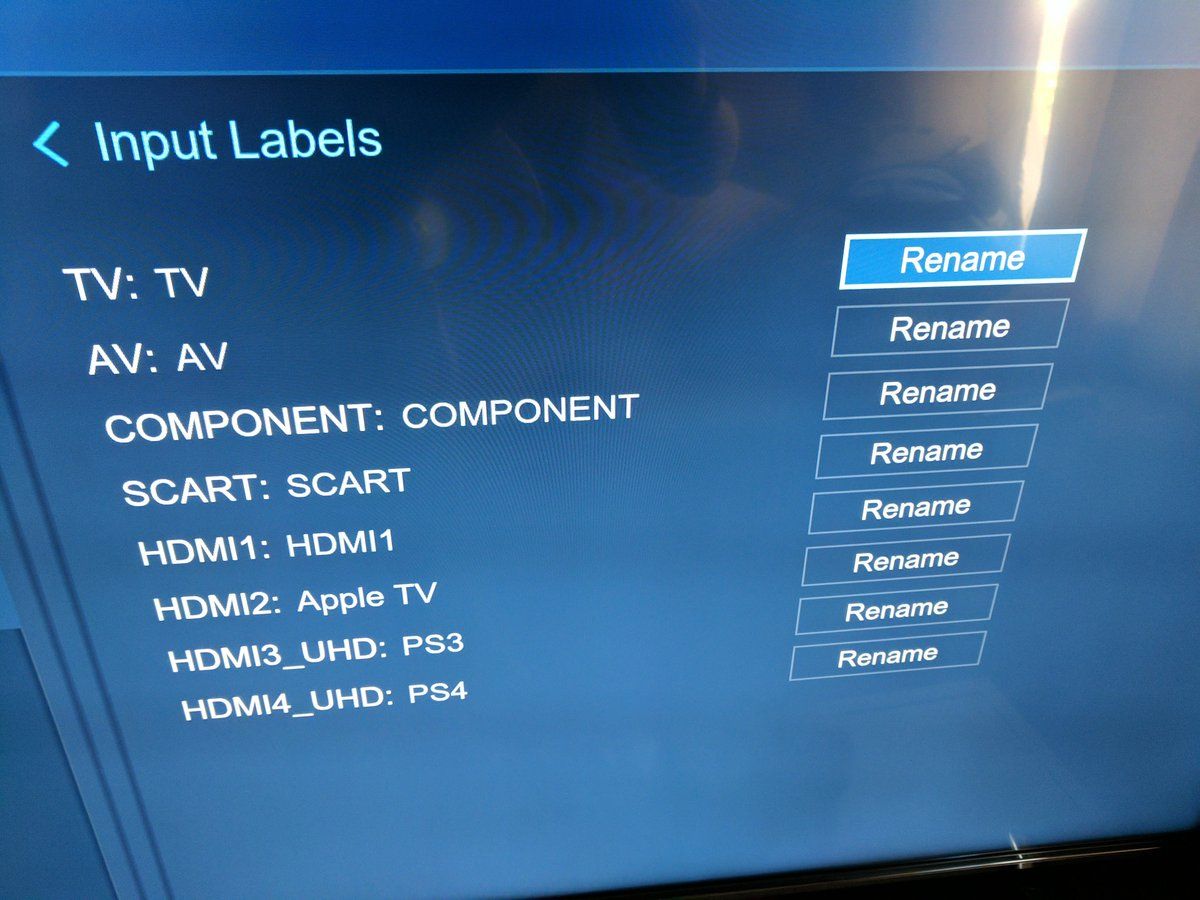 Input Labels
TV: TV Rename
AV: AV Rename
COMPONENT: COMPONENT Rename
SCART: SCART Rename
HDMI1: HDMI1 Rename
HDMI2: Apple TV Rename
HDMI3_UHD: PS3 Rename
HDMI4_UHD: PS4 Rename